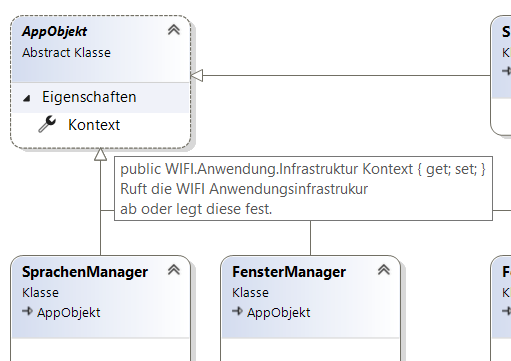 AppObjekt
Abstract Klasse
Eigenschaften
Kontext
public WIFI.Anwendung.Infrastruktur Kontext { get; set; }
Ruft die WIFI Anwendungsinfrastrukur
ab oder legt diese fest.
SprachenManager
Klasse
AppObjekt
FensterManager
Klasse
AppObjekt